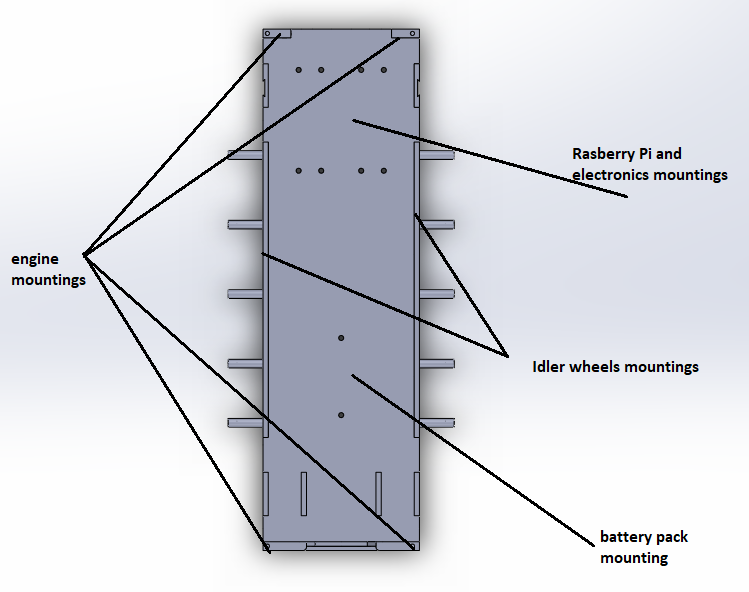 Rasberry Pi and
electronics mountings
engine
mountings
Idler wheels mountings
battery pack
mounting